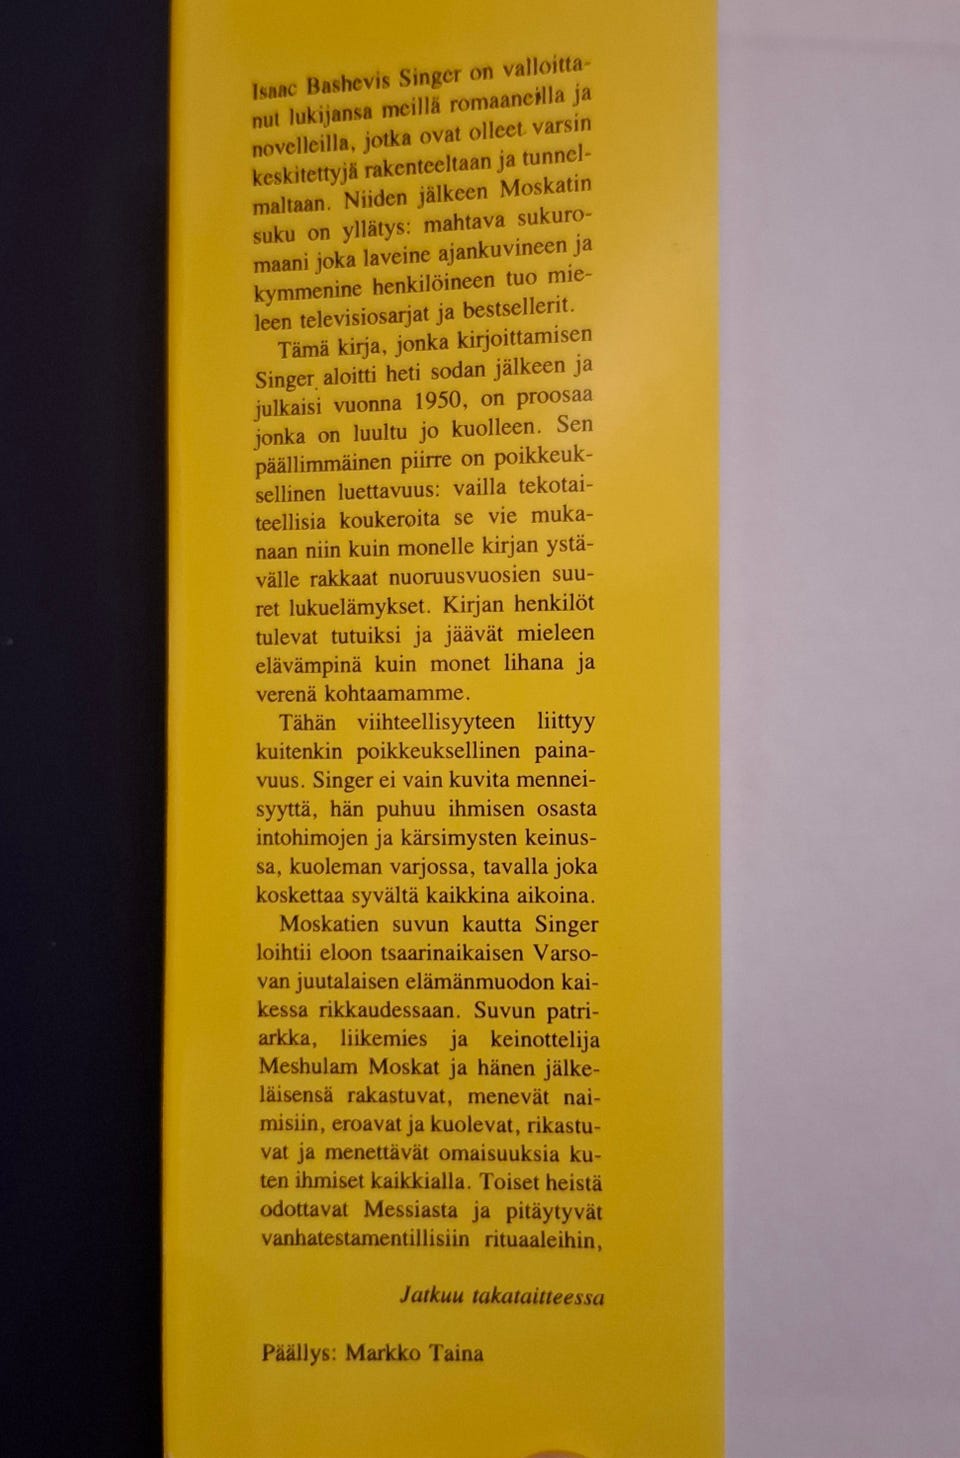 Isaac Bashevis Singer on valloitta-
nut lukijansa meillä romaaneilla ja
novelleilla, jotka ovat olleet varsin
keskitettyjä rakenteeltaan ja tunnel-
maltaan. Niiden jälkeen Moskatin
suku on yllätys: mahtava sukuro-
maani joka laveine ajankuvineen ja
kymmenine henkilöineen tuo mie-
leen televisiosarjat ja bestsellerit.
Tämä kirja, jonka kirjoittamisen
Singer aloitti heti sodan jälkeen ja
julkaisi vuonna 1950, on proosaa
jonka on luultu jo kuolleen. Sen
päällimmäinen piirre on poikkeuk-
sellinen luettavuus: vailla tekotai-
teellisia koukeroita se vie muka-
naan niin kuin monelle kirjan ystä-
välle rakkaat nuoruusvuosien suu-
ret lukuelämykset. Kirjan henkilöt
tulevat tutuiksi ja jäävät mieleen
elävämpinä kuin monet lihana ja
verenä kohtaamamme.
Tähän viihteellisyyteen liittyy
kuitenkin poikkeuksellinen paina-
vuus. Singer ei vain kuvita mennei-
syyttä, hän puhuu ihmisen osasta
intohimojen ja kärsimysten keinus-
sa, kuoleman varjossa, tavalla joka
koskettaa syvältä kaikkina aikoina.
Moskatien suvun kautta Singer
loihtii eloon tsaarinaikaisen Varso-
van juutalaisen elämänmuodon kai-
kessa rikkaudessaan. Suvun patri-
arkka, liikemies ja keinottelija
Meshulam Moskat ja hänen jälke-
läisensä rakastuvat, menevät nai-
misiin, eroavat ja kuolevat, rikastu-
vat ja menettävät omaisuuksia ku-
ten ihmiset kaikkialla. Toiset heistä
odottavat Messiasta ja pitäytyvät
vanhatestamentillisiin rituaaleihin,
Jatkuu takataitteessa
Päällys: Markko Taina